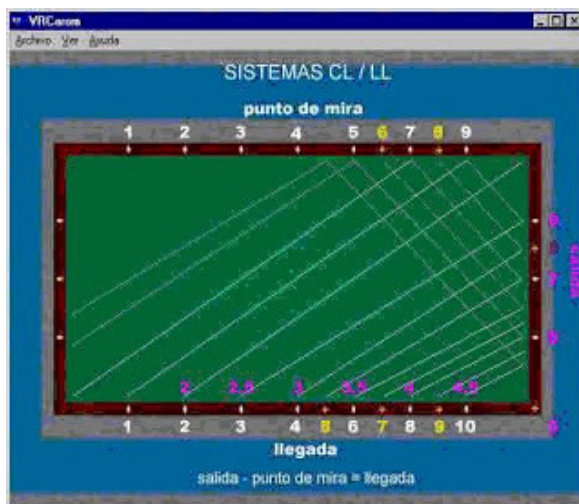 VRCarom
Archivo Ver Ayuda
SISTEMAS CL / LL
punto de mira
1 2 3 4 5 6 7 8 9
7
2 2.5 3 3.5 4 4.5
1 2 3 4 5 6 7 8 9 10
llegada
salida - punto de mira = llegada